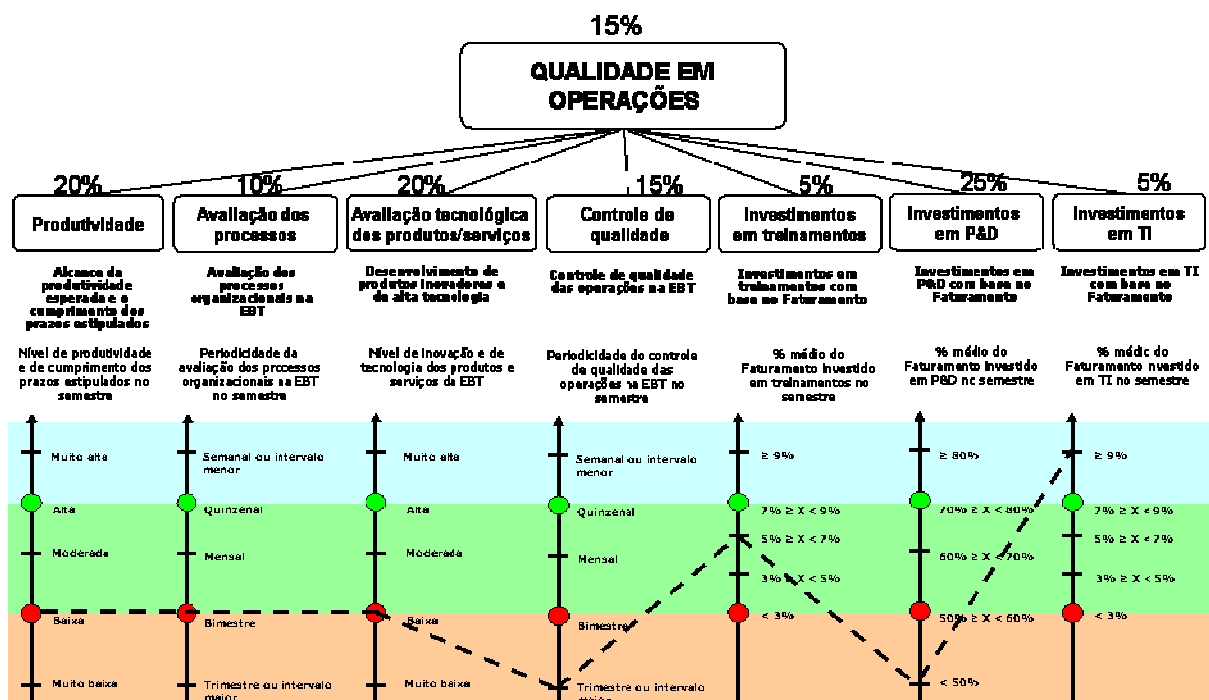 15%
QUALIDADE EM
OPERAÇÕES
20%
10%
20%
15%
5%
25%
5%
Produtividade
Avaliação dos
processos
Avaliação tecnológica
dos produtos/serviços
Controle de
qualidade
Investimentos
em treinamentos
Investimentos
em P&D
Investimentos
em TI
Alcance da
produtividade
esperada e o
cumprimento dos
prazos estipulados
Avaliação dos
processos
organizacionais na
EBT
Desenvolvimento de
produtos inovadores e
de alta tecnologia
Controle de qualidade
das operações na EBT
Investimentos em
treinamentos com
base no Faturamento
Investimentos em
P&D com base no
Faturamento
Investimentos em TI
com base no
Faturamento
Nível de produtividade
e de cumprimento dos
prazos estipulados no
semestre
Periodicidade da
avaliação dos processos
organizacionais na EBT
no semestre
Nível de inovação e de
tecnologia dos produtos e
serviços da EBT
Periodicidade do controle
de qualidade das
operações na EBT no
semestre
% médio do
Faturamento investido
em treinamentos no
semestre
% médio do
Faturamento investido
em P&D no semestre
% médio do
Faturamento investido
em TI no semestre
Muito alta
Alta
Moderada
Baixa
Muito baixa
Semanal ou intervalo
menor
Quinzenal
Mensal
Bimestre
Trimestre ou intervalo
maior
Muito alta
Alta
Moderada
Baixa
Muito baixa
Semanal ou intervalo
menor
Quinzenal
Mensal
Bimestre
Trimestre ou intervalo
≥ 9%
7% ≥ X < 9%
5% ≥ X < 7%
3% ≥ X < 5%
< 3%
≥ 80%
70% ≥ X < 80%
60% ≥ X < 70%
50% ≥ X < 60%
< 50%
≥ 9%
7% ≥ X < 9%
5% ≥ X < 7%
3% ≥ X < 5%
< 3%